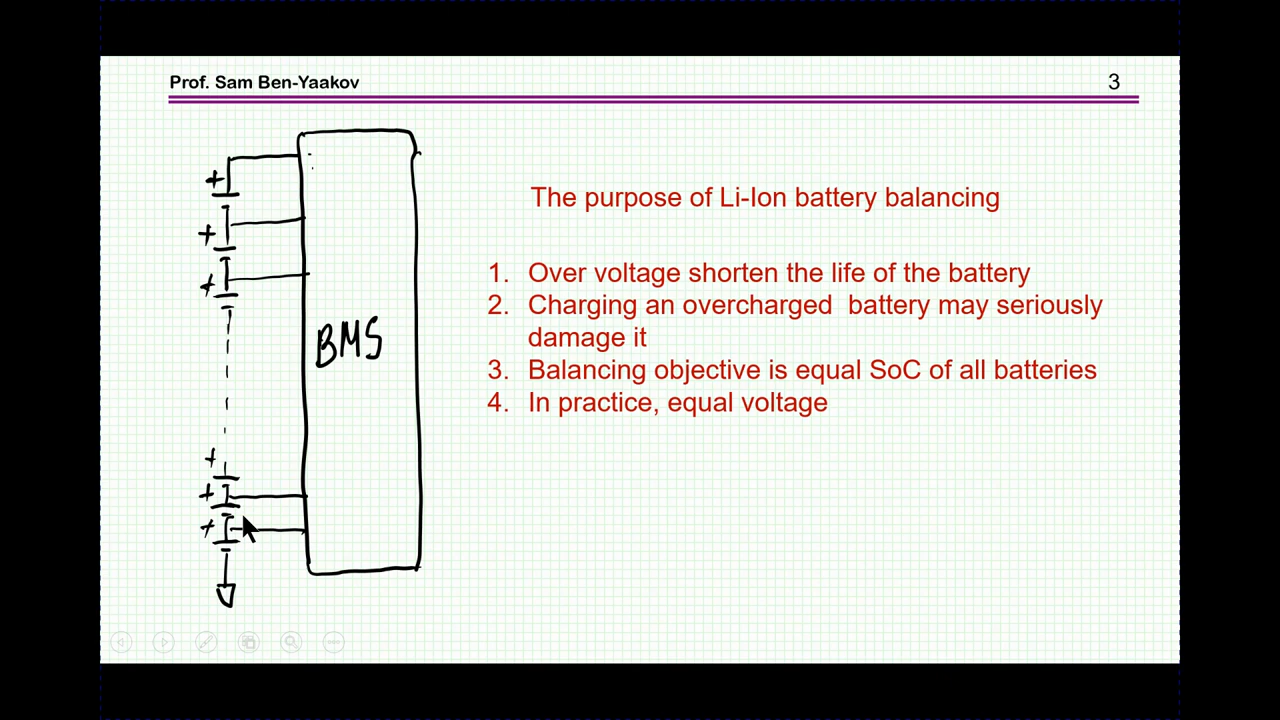 Prof. Sam Ben-Yaakov
3
+
+
+
BMS
+
+
+
The purpose of Li-Ion battery balancing
1. Over voltage shorten the life of the battery
2. Charging an overcharged battery may seriously
damage it
3. Balancing objective is equal SoC of all batteries
4. In practice, equal voltage